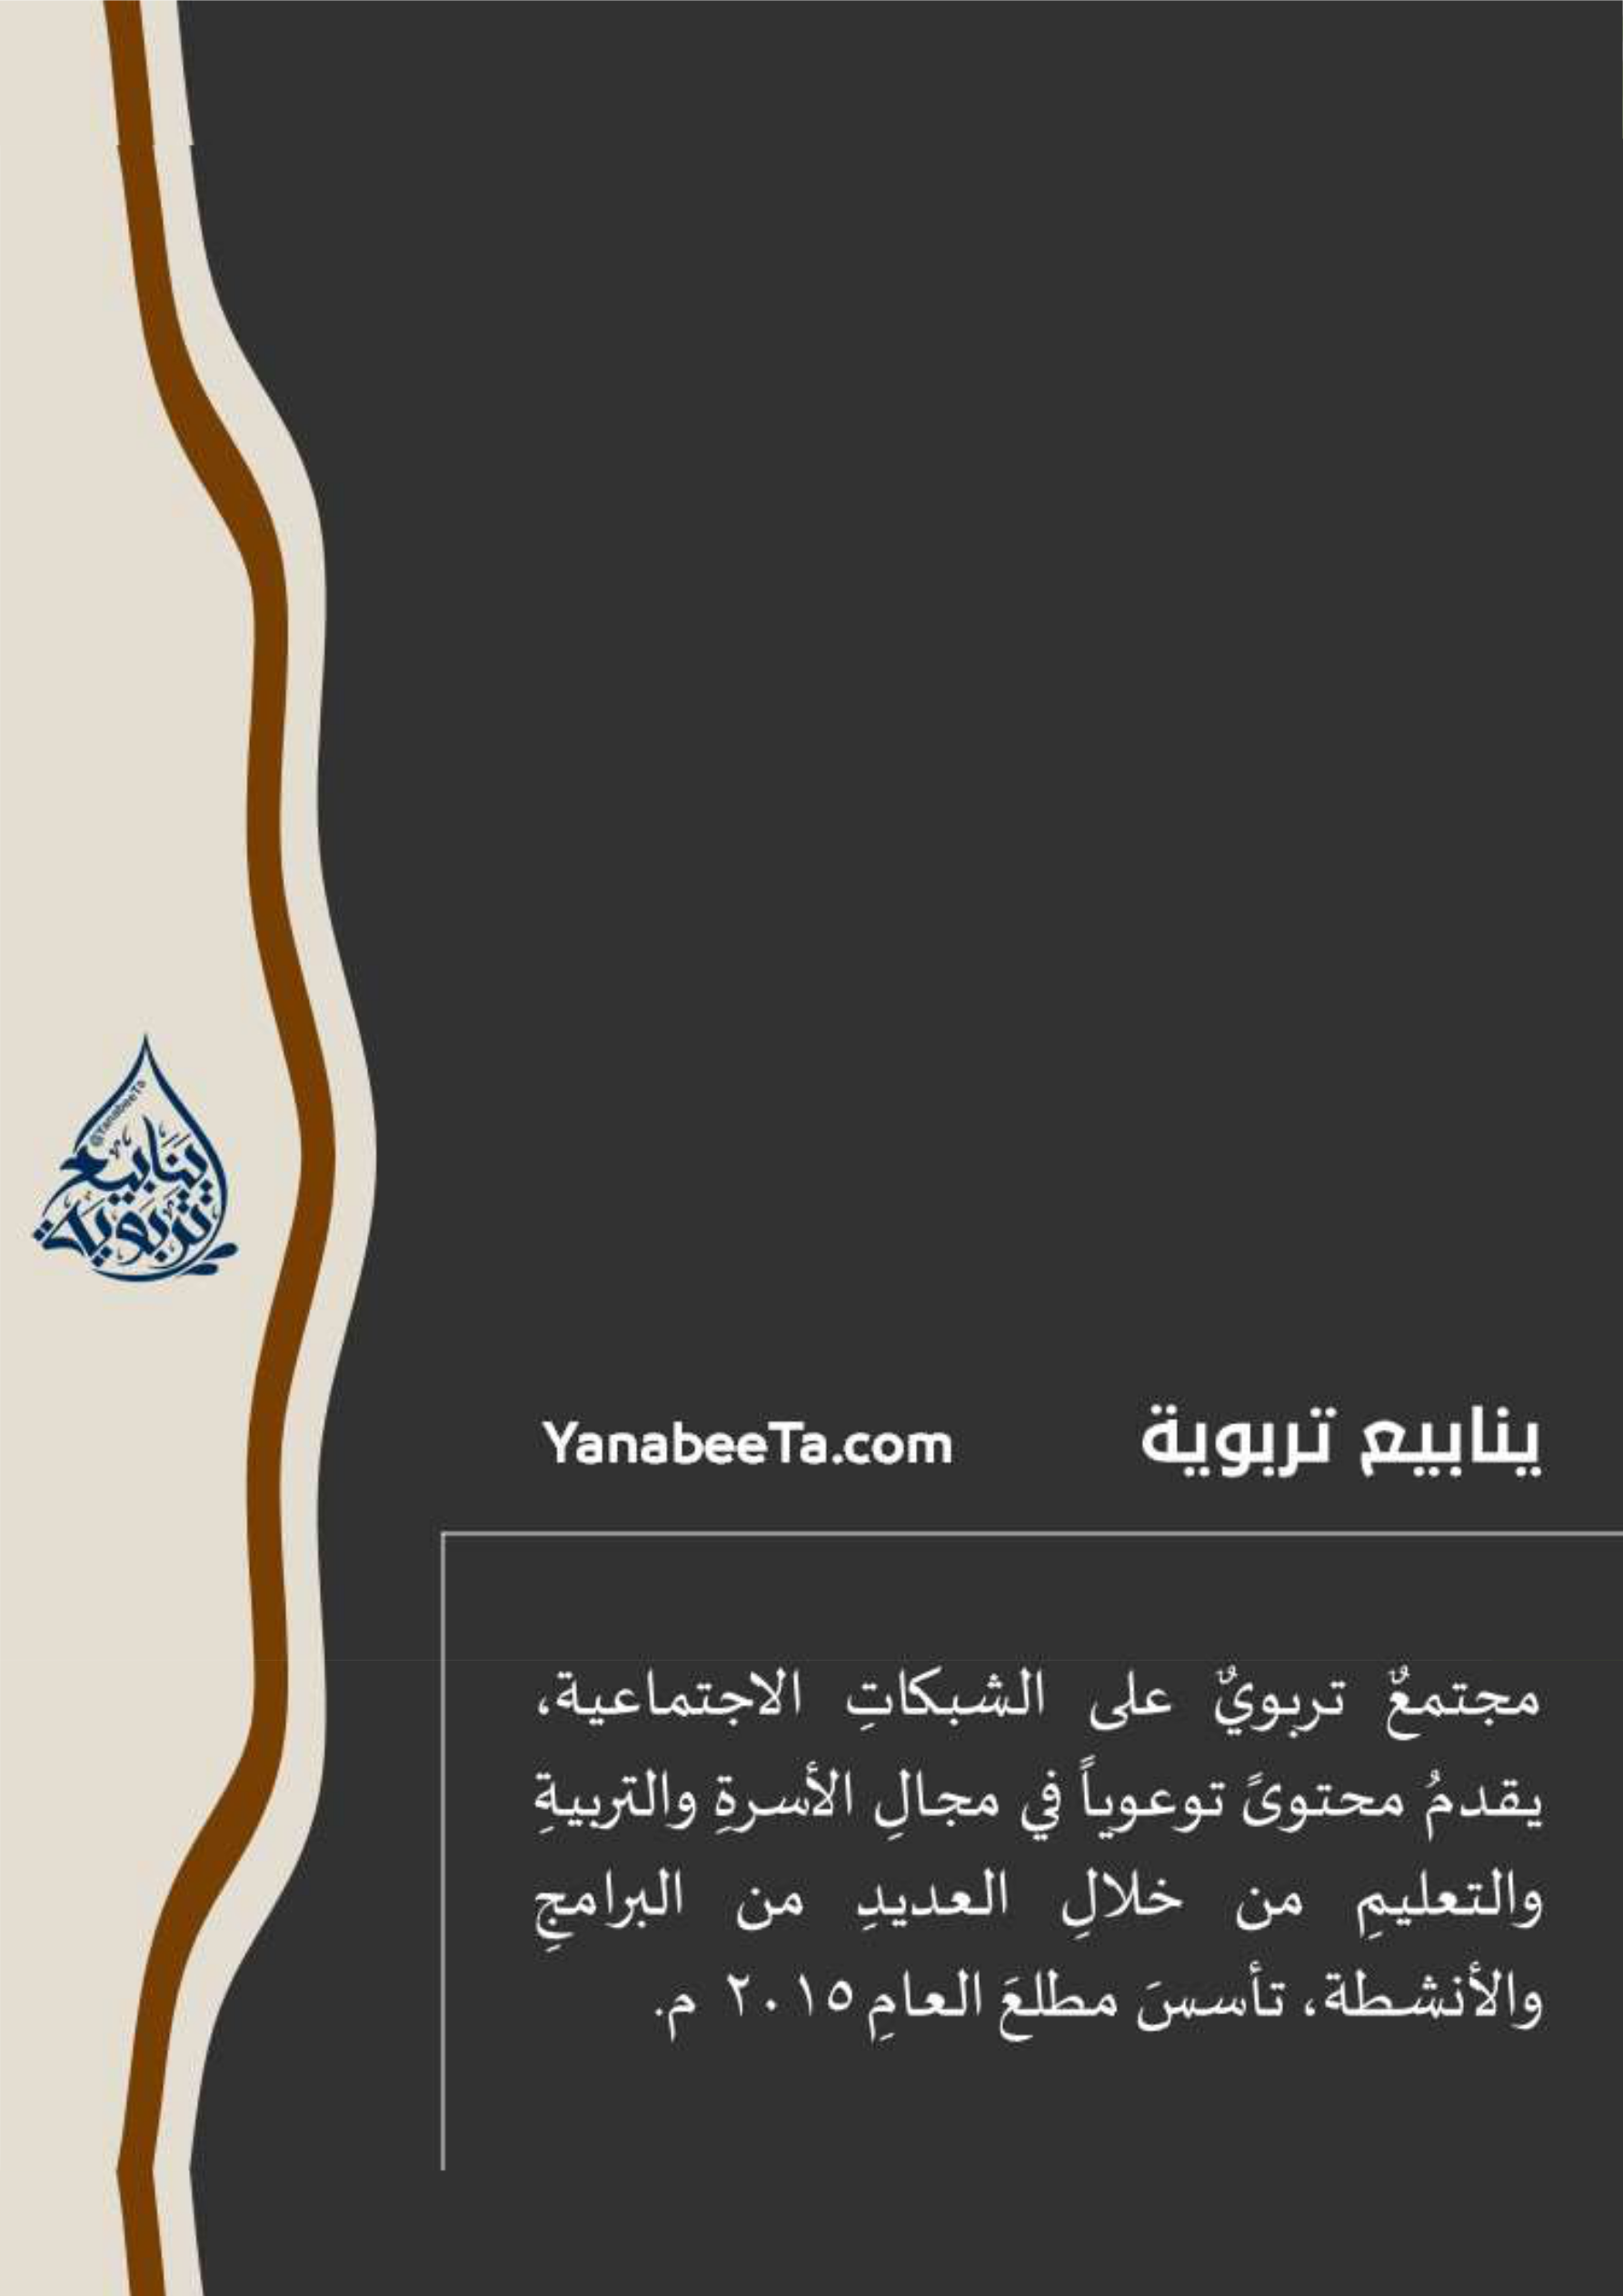 @YanabeeTa
ينابيع
تربوية
ينابيع تربوية
YanabeeTa.com
مجتمعٌ تربويٌ على الشبكاتِ الاجتماعية،
يقدمُ محتوىً توعوياً في مجالِ الأسرةِ والتربيةِ
والتعليمِ من خلالِ العديدِ من البرامجِ
والأنشطة، تأسسَ مطلعَ العامِ ٢٠١٥ م.